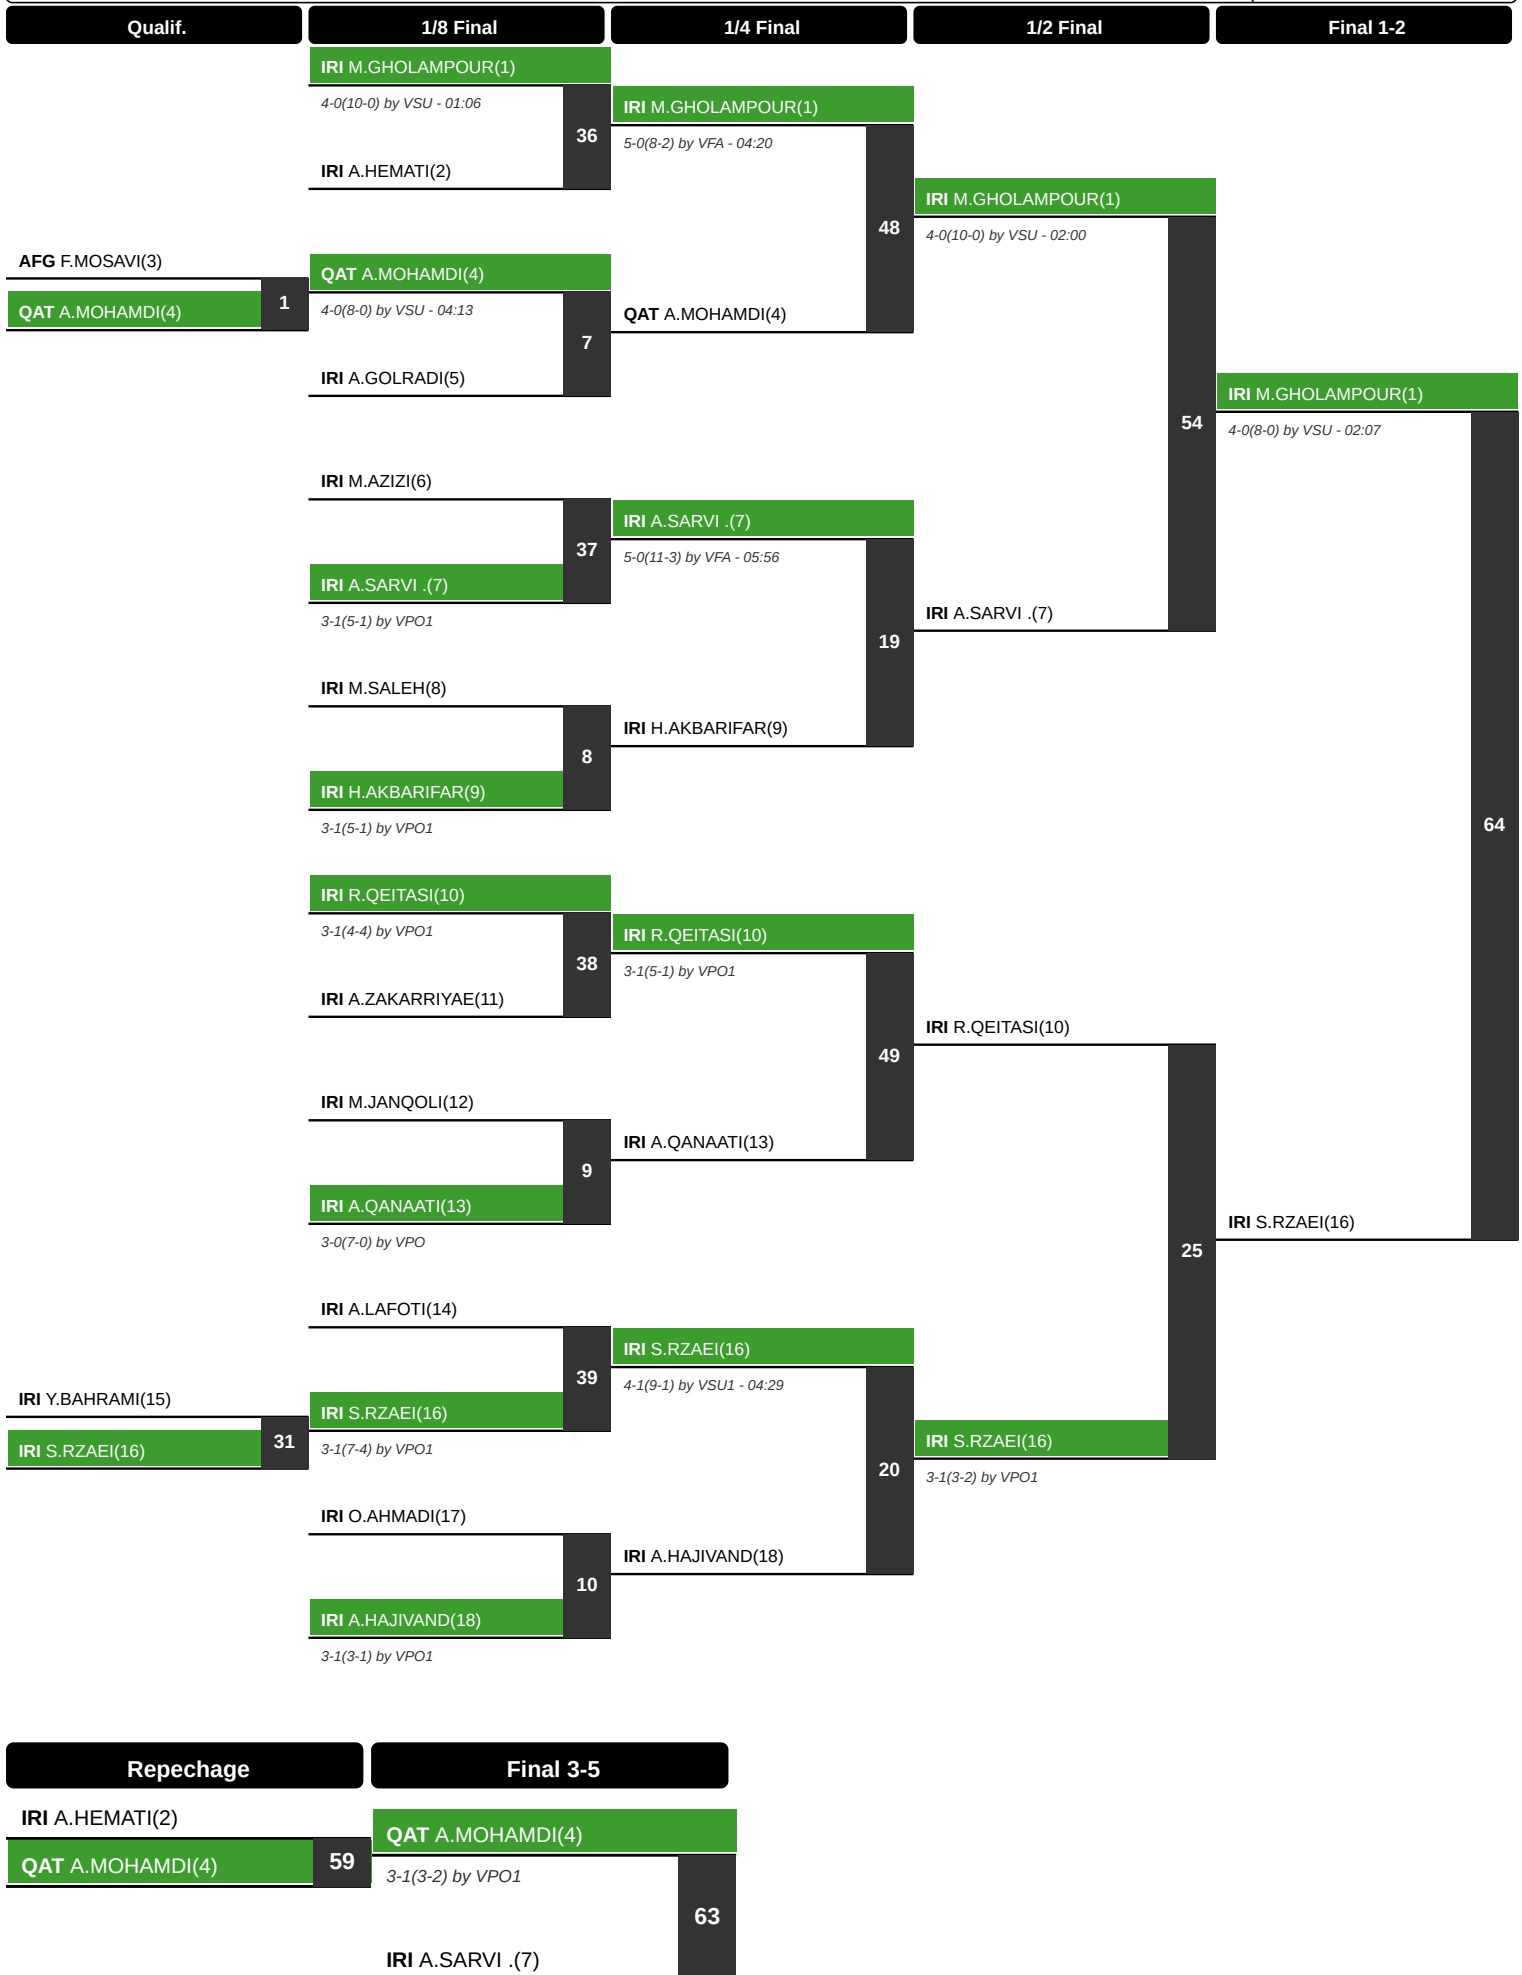 Qualif.
1/8 Final
1/4 Final
1/2 Final
Final 1-2
IRI M.GHOLAMPOUR(1)
4-0(10-0) by VSU - 01:06
36
IRI A.HEMATI(2)
AFG F.MOSAVI(3)
1
QAT A.MOHAMDI(4)
QAT A.MOHAMDI(4)
4-0(8-0) by VSU - 04:13
7
IRI A.GOLRADI(5)
IRI M.AZIZI(6)
37
IRI A.SARVI .(7)
3-1(5-1) by VPO1
IRI M.SALEH(8)
8
IRI H.AKBARIFAR(9)
3-1(5-1) by VPO1
IRI R.QEITASI(10)
3-1(4-4) by VPO1
38
IRI A.ZAKARRIYAE(11)
IRI M.JANQOLI(12)
9
IRI A.QANAATI(13)
3-0(7-0) by VPO
IRI A.LAFOTI(14)
39
IRI Y.BAHRAMI(15)
31
IRI S.RZAEI(16)
IRI S.RZAEI(16)
3-1(7-4) by VPO1
IRI O.AHMADI(17)
10
IRI A.HAJIVAND(18)
3-1(3-1) by VPO1
IRI M.GHOLAMPOUR(1)
5-0(8-2) by VFA - 04:20
48
QAT A.MOHAMDI(4)
IRI A.SARVI .(7)
5-0(11-3) by VFA - 05:56
19
IRI H.AKBARIFAR(9)
IRI R.QEITASI(10)
3-1(5-1) by VPO1
49
IRI A.QANAATI(13)
IRI S.RZAEI(16)
4-1(9-1) by VSU1 - 04:29
20
IRI A.HAJIVAND(18)
IRI M.GHOLAMPOUR(1)
4-0(10-0) by VSU - 02:00
54
IRI A.SARVI .(7)
IRI R.QEITASI(10)
25
IRI S.RZAEI(16)
3-1(3-2) by VPO1
IRI M.GHOLAMPOUR(1)
4-0(8-0) by VSU - 02:07
64
IRI S.RZAEI(16)
Repechage
Final 3-5
IRI A.HEMATI(2)
59
QAT A.MOHAMDI(4)
QAT A.MOHAMDI(4)
3-1(3-2) by VPO1
63
IRI A.SARVI .(7)